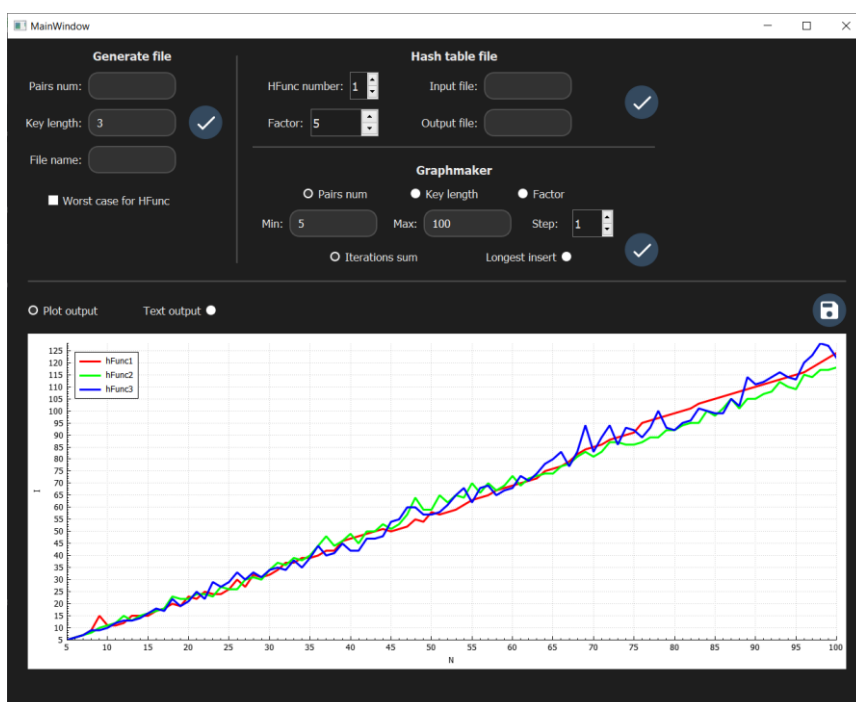 MainWindow
Generate file
Pairs num:
Key length: 3
File name:
Worst case for HFunc
Hash table file
HFunc number: 1 Input file:
Factor: 5 Output file:
Graphmaker
Pairs num Key length Factor
Min: 5 Max: 100 Step: 1
Iterations sum Longest insert
Plot output Text output
hFunc1
hFunc2
hFunc3
125
120
115
110
105
100
95
90
85
80
75
70
65
60
55
50
45
40
35
30
25
20
15
10
5
I
5 10 15 20 25 30 35 40 45 50 55 60 65 70 75 80 85 90 95 100
N